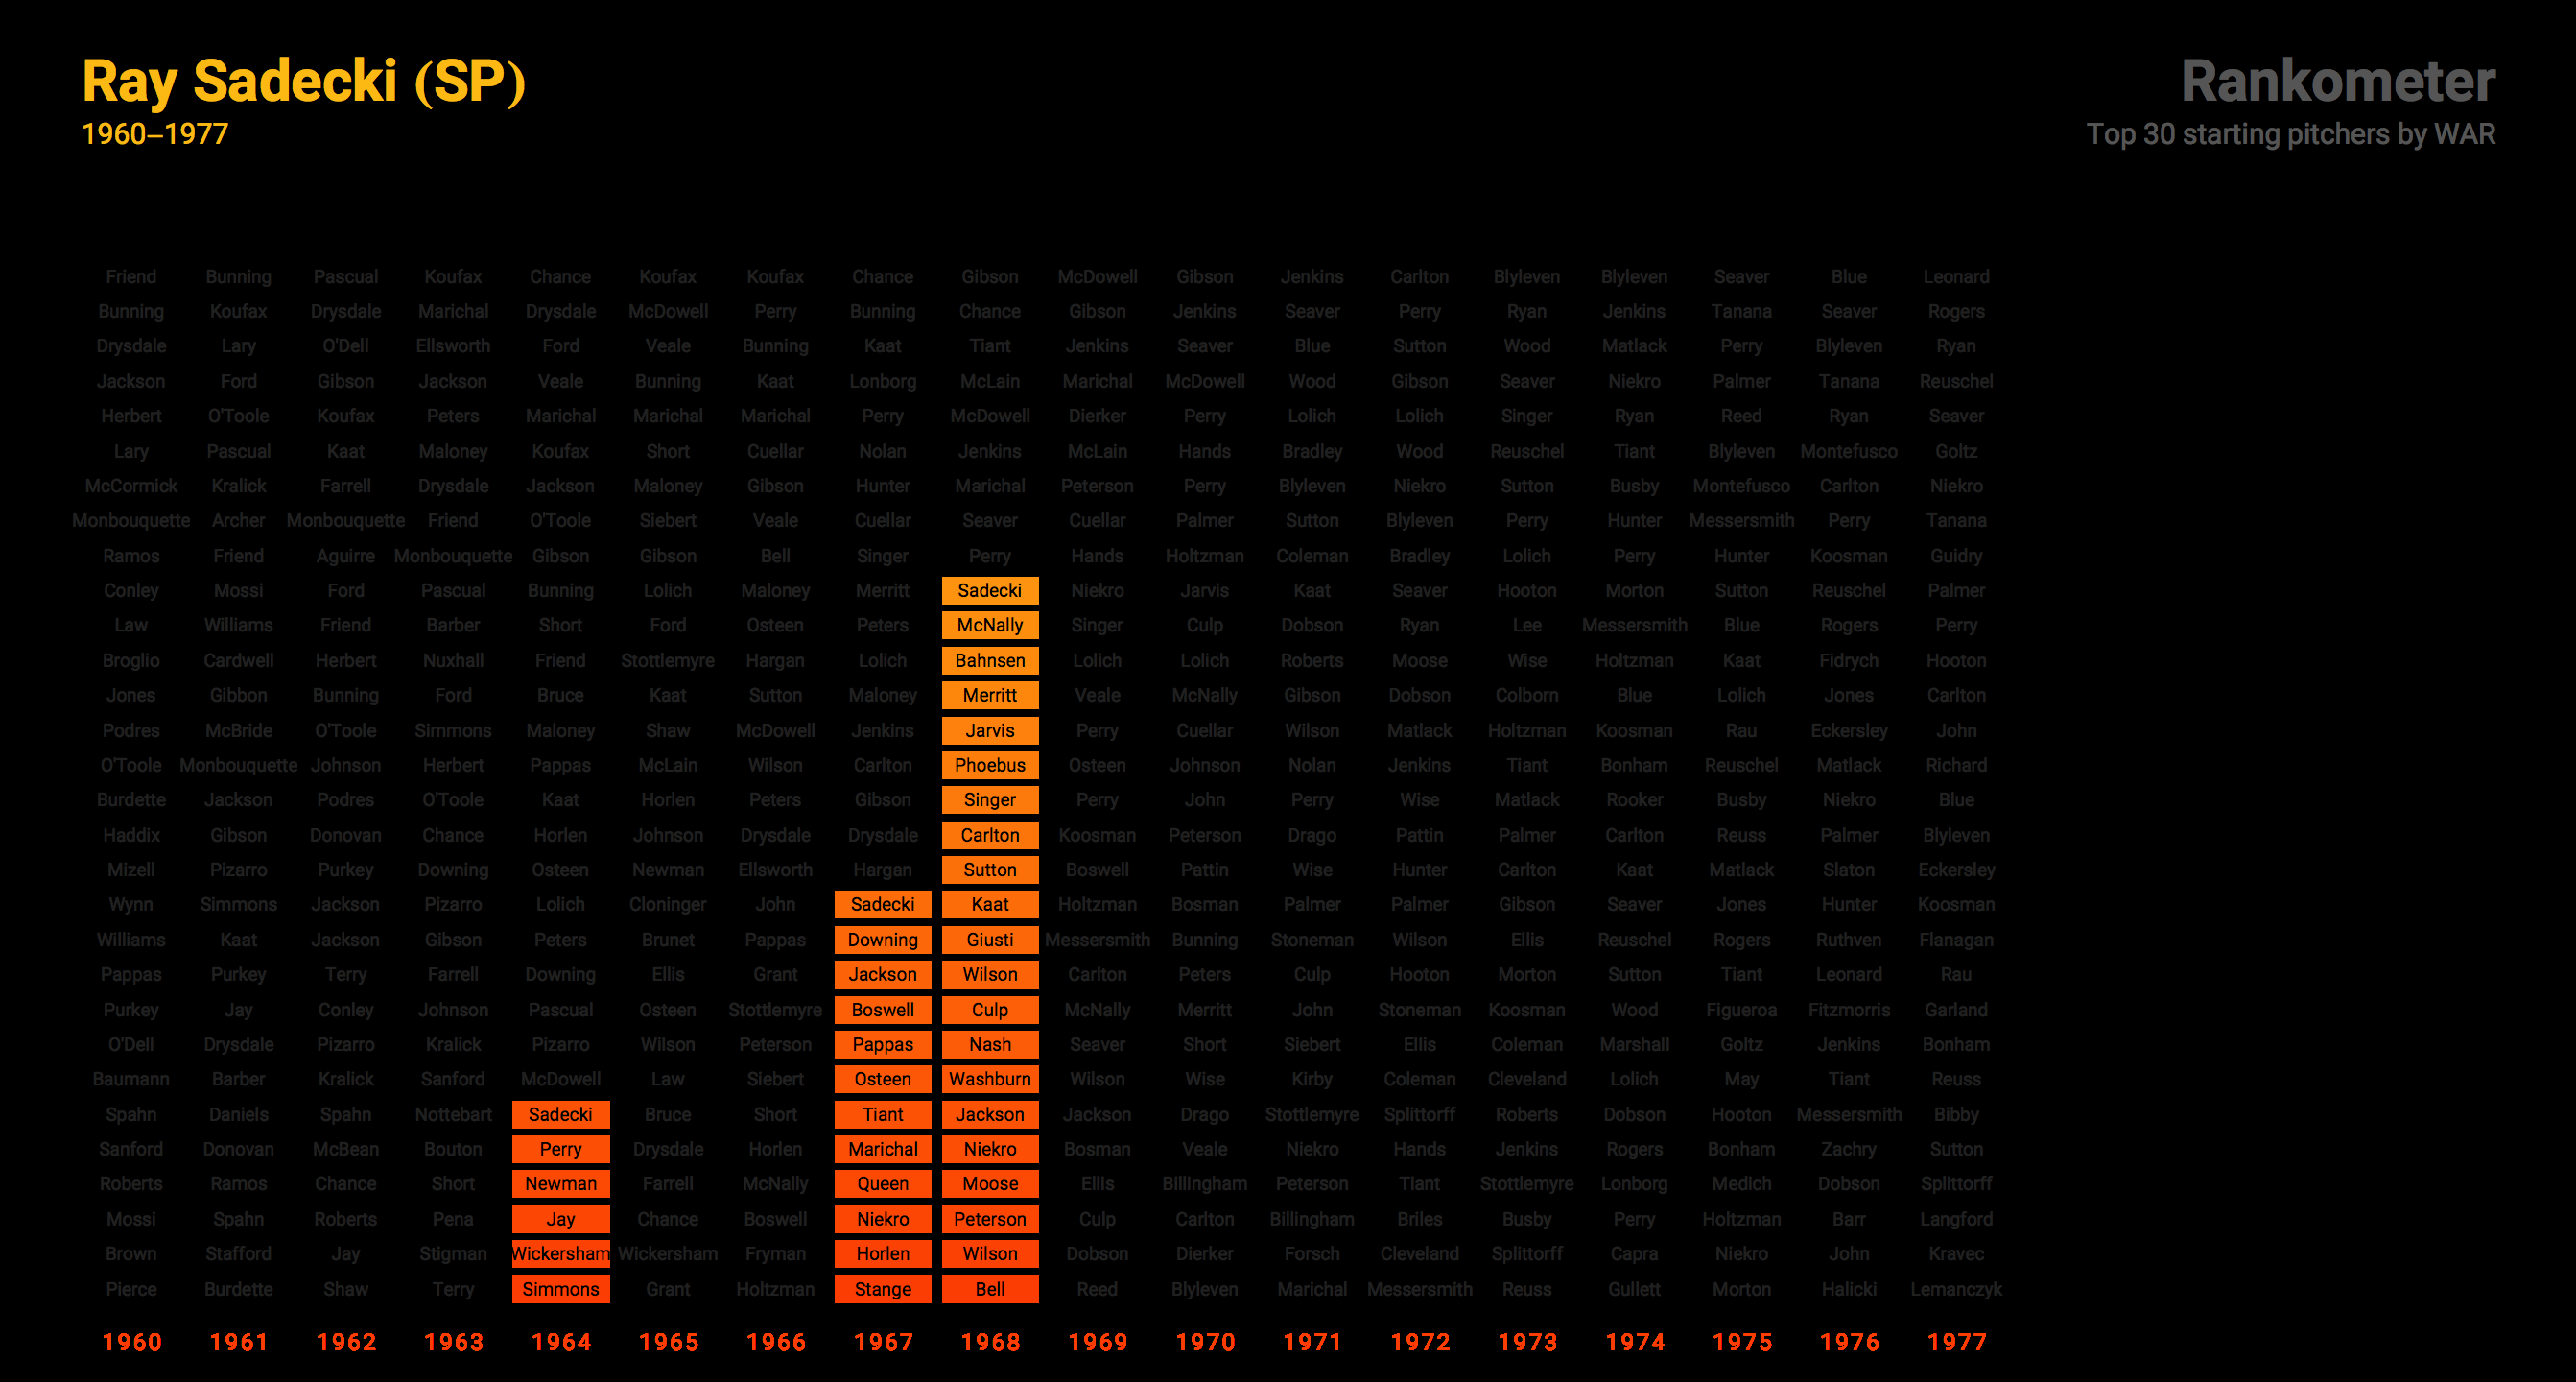 Ray Sadecki (SP)
1960–1977
Rankometer
Top 30 starting pitchers by WAR
Friend Bunning Pascual Koufax Chance Koufax Koufax Chance Gibson McDowell Gibson Jenkins Carlton Blyleven Blyleven Seaver Blue Leonard
Bunning Koufax Drysdale Marichal Drysdale McDowell Perry Bunning Chance Gibson Jenkins Seaver Perry Ryan Jenkins Tanana Seaver Rogers
Drysdale Lary O'Dell Ellsworth Ford Veale Bunning Kaat Tiant Jenkins Seaver Blue Sutton Wood Matlack Perry Blyleven Ryan
Jackson Ford Gibson Jackson Veale Bunning Kaat Lonborg McLain Marichal McDowell Wood Gibson Seaver Niekro Palmer Tanana Reuschel
Herbert O'Toole Koufax Peters Marichal Marichal Marichal Perry McDowell Dierker Perry Lolich Lolich Singer Ryan Reed Ryan Seaver
Lary Pascual Kaat Maloney Koufax Short Cuellar Nolan Jenkins McLain Hands Bradley Wood Reuschel Tiant Blyleven Montefusco Goltz
McCormick Kralick Farrell Drysdale Jackson Maloney Gibson Hunter Marichal Peterson Perry Blyleven Niekro Sutton Busby Montefusco Carlton Niekro
Monbouquette Archer Monbouquette Friend O'Toole Siebert Veale Cuellar Seaver Cuellar Palmer Sutton Blyleven Perry Hunter Messersmith Perry Tanana
Ramos Friend Aguirre Monbouquette Gibson Gibson Bell Singer Perry Hands Holtzman Coleman Bradley Lolich Perry Hunter Koosman Guidry
Conley Mossi Ford Pascual Bunning Lolich Maloney Merritt Sadecki Niekro Jarvis Kaat Seaver Hooton Morton Sutton Reuschel Palmer
Law Williams Friend Barber Short Ford Osteen Peters McNally Singer Culp Dobson Ryan Lee Messersmith Blue Rogers Perry
Broglio Cardwell Herbert Nuxhall Friend Stottlemyre Hargan Lolich Bahnsen Lolich Lolich Roberts Moose Wise Holtzman Kaat Fidrych Hooton
Jones Gibbon Bunning Ford Bruce Kaat Sutton Maloney Merritt Veale McNally Gibson Dobson Colborn Blue Lolich Jones Carlton
Podres McBride O'Toole Simmons Maloney Shaw McDowell Jenkins Jarvis Perry Cuellar Wilson Matlack Holtzman Koosman Rau Eckersley John
O'Toole Monbouquette Johnson Herbert Pappas McLain Wilson Carlton Phoebus Osteen Johnson Nolan Jenkins Tiant Bonham Reuschel Matlack Richard
Burdette Jackson Podres O'Toole Kaat Horlen Peters Gibson Singer Perry John Perry Wise Matlack Rooker Busby Niekro Blue
Haddix Gibson Donovan Chance Horlen Johnson Drysdale Drysdale Carlton Koosman Peterson Drago Pattin Palmer Carlton Reuss Palmer Blyleven
Mizell Pizarro Purkey Downing Osteen Newman Ellsworth Hargan Sutton Boswell Pattin Wise Hunter Carlton Kaat Matlack Slaton Eckersley
Wynn Simmons Jackson Pizarro Lolich Cloninger John Sadecki Kaat Holtzman Bosman Palmer Palmer Gibson Seaver Jones Hunter Koosman
Williams Kaat Jackson Gibson Peters Brunet Pappas Downing Giusti Messersmith Bunning Stoneman Wilson Ellis Reuschel Rogers Ruthven Flanagan
Pappas Purkey Terry Farrell Downing Ellis Grant Jackson Wilson Carlton Peters Culp Hooton Morton Sutton Tiant Leonard Rau
Purkey Jay Conley Johnson Pascual Osteen Stottlemyre Boswell Culp McNally Merritt John Stoneman Koosman Wood Figueroa Fitzmorris Garland
O'Dell Drysdale Pizarro Kralick Pizarro Wilson Peterson Pappas Nash Seaver Short Siebert Ellis Coleman Marshall Goltz Jenkins Bonham
Baumann Barber Kralick Sanford McDowell Law Siebert Osteen Washburn Wilson Wise Kirby Coleman Cleveland Lolich May Tiant Reuss
Spahn Daniels Spahn Nottebart Sadecki Bruce Short Tiant Jackson Jackson Drago Stottlemyre Splittorff Roberts Dobson Hooton Messersmith Bibby
Sanford Donovan McBean Bouton Perry Drysdale Horlen Marichal Niekro Bosman Veale Niekro Hands Jenkins Rogers Bonham Zachry Sutton
Roberts Ramos Chance Short Newman Farrell McNally Queen Moose Ellis Billingham Peterson Tiant Stottlemyre Lonborg Medich Dobson Splittorff
Mossi Spahn Roberts Pena Jay Chance Boswell Niekro Peterson Culp Carlton Billingham Briles Busby Perry Holtzman Barr Langford
Brown Stafford Jay Stigman Wickersham Wickersham Fryman Horlen Wilson Dobson Dierker Forsch Cleveland Splittorff Capra Niekro John Kravec
Pierce Burdette Shaw Terry Simmons Grant Holtzman Stange Bell Reed Blyleven Marichal Messersmith Reuss Gullett Morton Halicki Lemanczyk
1960 1961 1962 1963 1964 1965 1966 1967 1968 1969 1970 1971 1972 1973 1974 1975 1976 1977